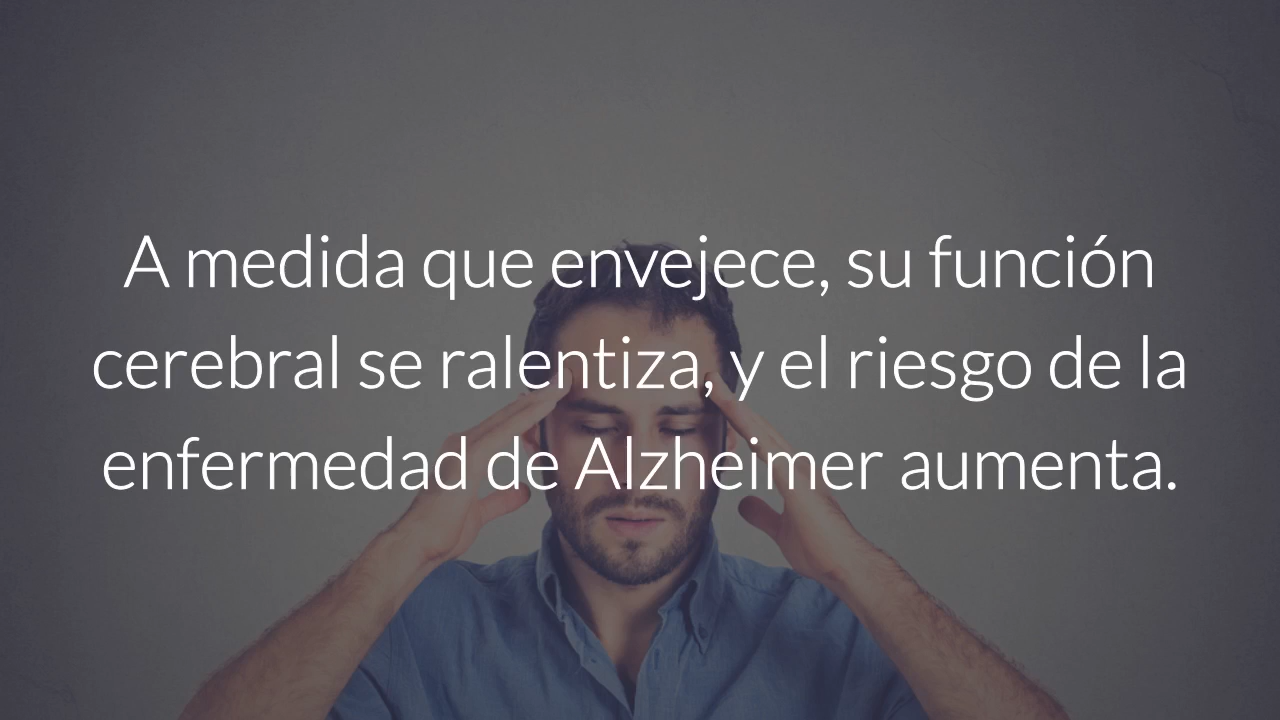 A medida que envejece, su función
cerebral se ralentiza, y el riesgo de la
enfermedad de Alzheimer aumenta.